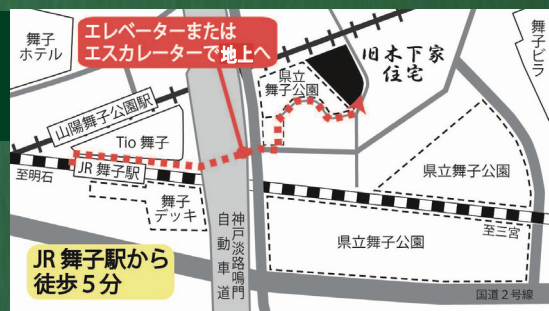 舞子
ホテル
エレベーターまたは
エスカレーターで地上へ
旧木下家
住宅
舞子ビラ
県立
舞子公園
山陽舞子公園駅
Tio 舞子
JR 舞子駅
至明石
舞子
デッキ
神戸淡路鳴門
自動車道
県立舞子公園
至三宮
県立舞子公園
JR 舞子駅から
徒歩５分
国道２号線